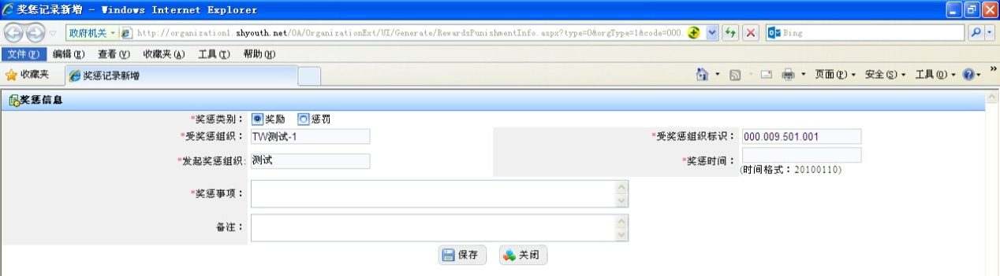 奖惩记录新增 - Windows Internet Explorer
政府机关 http://organization1.shyouth.net/OA/OrganizationExt/UI/Generate/RewardsPunishmentInfo.aspx?type=0&orgType=1&code=000. Bing
文件(F) 编辑(E) 查看(V) 收藏夹(A) 工具(T) 帮助(H)
收藏夹 奖惩记录新增 页面(P) 安全(S) 工具(O) »
奖惩信息
*奖惩类别： 奖励 惩罚
*受奖惩组织： TW测试-1 *受奖惩组织标识： 000.009.501.001
*发起奖惩组织: 测试 *奖惩时间：
(时间格式：20100110)
*奖惩事项：
备注：
保存 关闭